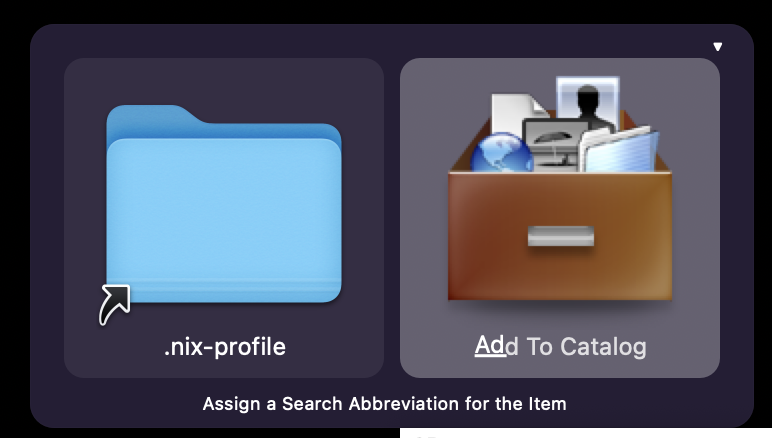 .nix-profile
Add To Catalog
Assign a Search Abbreviation for the Item